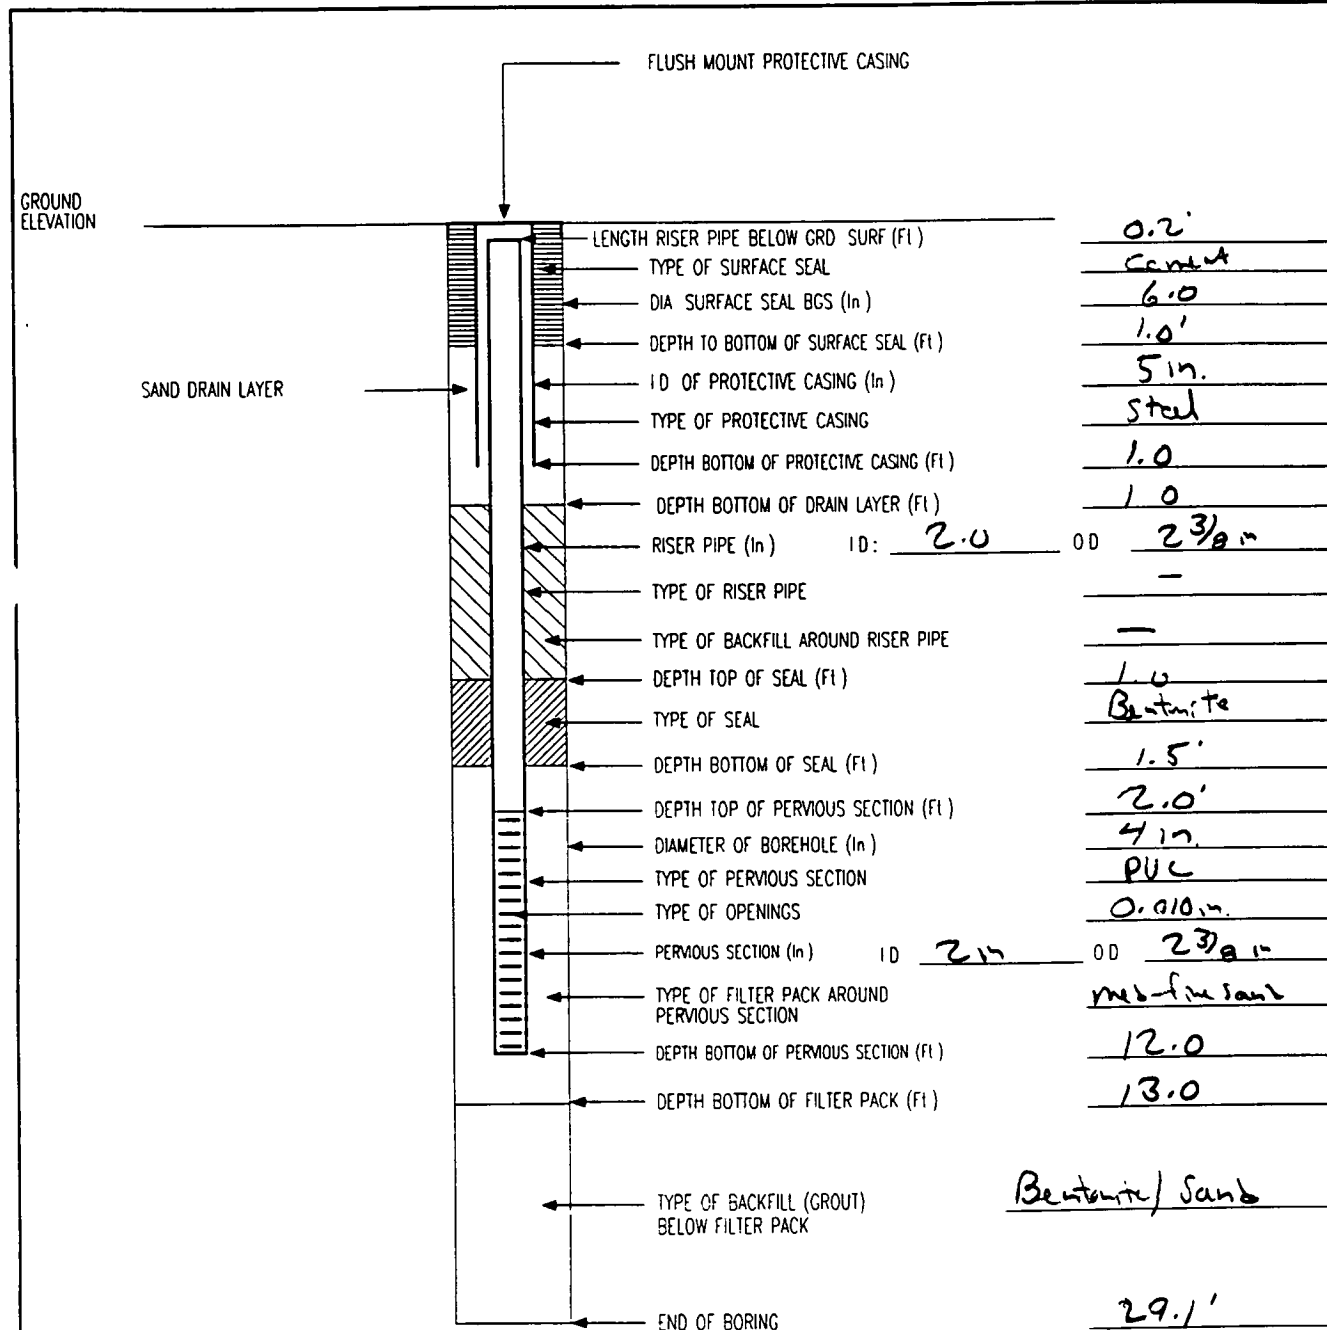 FLUSH MOUNT PROTECTIVE CASING
GROUND
ELEVATION
LENGTH RISER PIPE BELOW GRD SURF (Ft) 0.2'
TYPE OF SURFACE SEAL Cement
DIA SURFACE SEAL BGS (In) 6.0
DEPTH TO BOTTOM OF SURFACE SEAL (Ft) 1.0'
SAND DRAIN LAYER
ID OF PROTECTIVE CASING (In) 5 in.
TYPE OF PROTECTIVE CASING Steel
DEPTH BOTTOM OF PROTECTIVE CASING (Ft) 1.0
DEPTH BOTTOM OF DRAIN LAYER (Ft) 1 0
RISER PIPE (In) ID: 2.0 OD 2 3/8 in
TYPE OF RISER PIPE —
TYPE OF BACKFILL AROUND RISER PIPE —
DEPTH TOP OF SEAL (Ft) 1.0
TYPE OF SEAL Bentonite
DEPTH BOTTOM OF SEAL (Ft) 1.5'
DEPTH TOP OF PERVIOUS SECTION (Ft) 2.0'
DIAMETER OF BOREHOLE (In) 4 in.
TYPE OF PERVIOUS SECTION PVC
TYPE OF OPENINGS 0.010 in.
PERVIOUS SECTION (In) ID 2 in OD 2 3/8 in
TYPE OF FILTER PACK AROUND med-fine sand
PERVIOUS SECTION
DEPTH BOTTOM OF PERVIOUS SECTION (Ft) 12.0
DEPTH BOTTOM OF FILTER PACK (Ft) 13.0
TYPE OF BACKFILL (GROUT) Bentonite/Sand
BELOW FILTER PACK
END OF BORING 29.1'